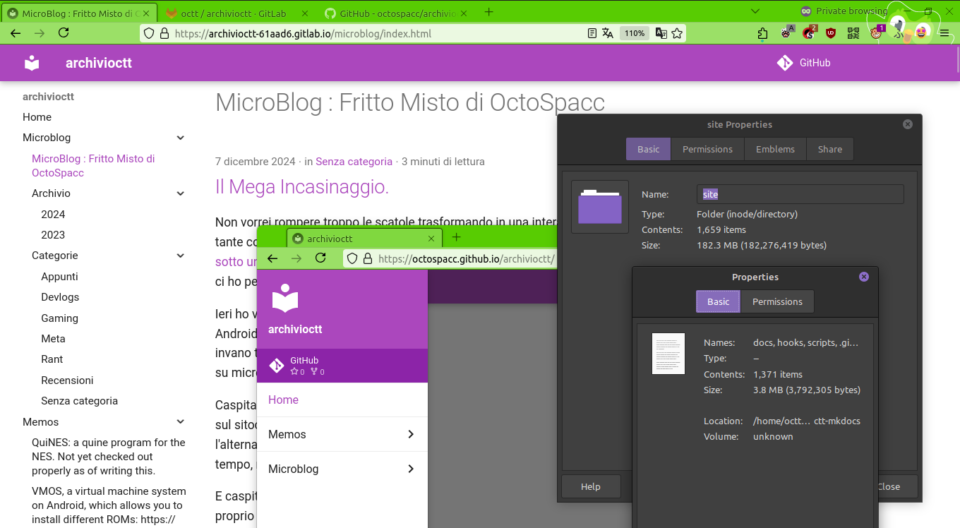 MicroBlog : Fritto Misto di O
octt / archivioctt · GitLab
GitHub - octospacc/archivio
Private browsing
https://archivioctt-61aad6.gitlab.io/microblog/index.html
110%
archivioctt
GitHub
archivioctt
Home
Microblog
MicroBlog : Fritto Misto di
OctoSpacc
Archivio
2024
2023
Categorie
Appunti
Devlogs
Gaming
Meta
Rant
Recensioni
Senza categoria
Memos
QuiNES: a quine program for the
NES. Not yet checked out
properly as of writing this.
VMOS, a virtual machine system
on Android, which allows you to
install different ROMs: https://
MicroBlog : Fritto Misto di OctoSpacc
7 dicembre 2024 · in Senza categoria · 3 minuti di lettura
Il Mega Incasinaggio.
Non vorrei rompere troppo le scatole trasformando in una inter
tante co
sotto un
ci ho pe
Ieri ho v
Android
invano t
su micro
Caspita
sul sitoc
l'alterna
tempo,
E caspit
proprio
archivioctt
https://octospacc.github.io/archivioctt/
archivioctt
GitHub
0 0
Home
Memos
Microblog
site Properties
Basic Permissions Emblems Share
Name: site
Type: Folder (inode/directory)
Contents: 1,659 items
Size: 182.3 MB (182,276,419 bytes)
Help
Close
Properties
Basic Permissions
Names: docs, hooks, scripts, .gi...
Type: –
Contents: 1,371 items
Size: 3.8 MB (3,792,305 bytes)
Location: /home/octt... ctt-mkdocs
Volume: unknown